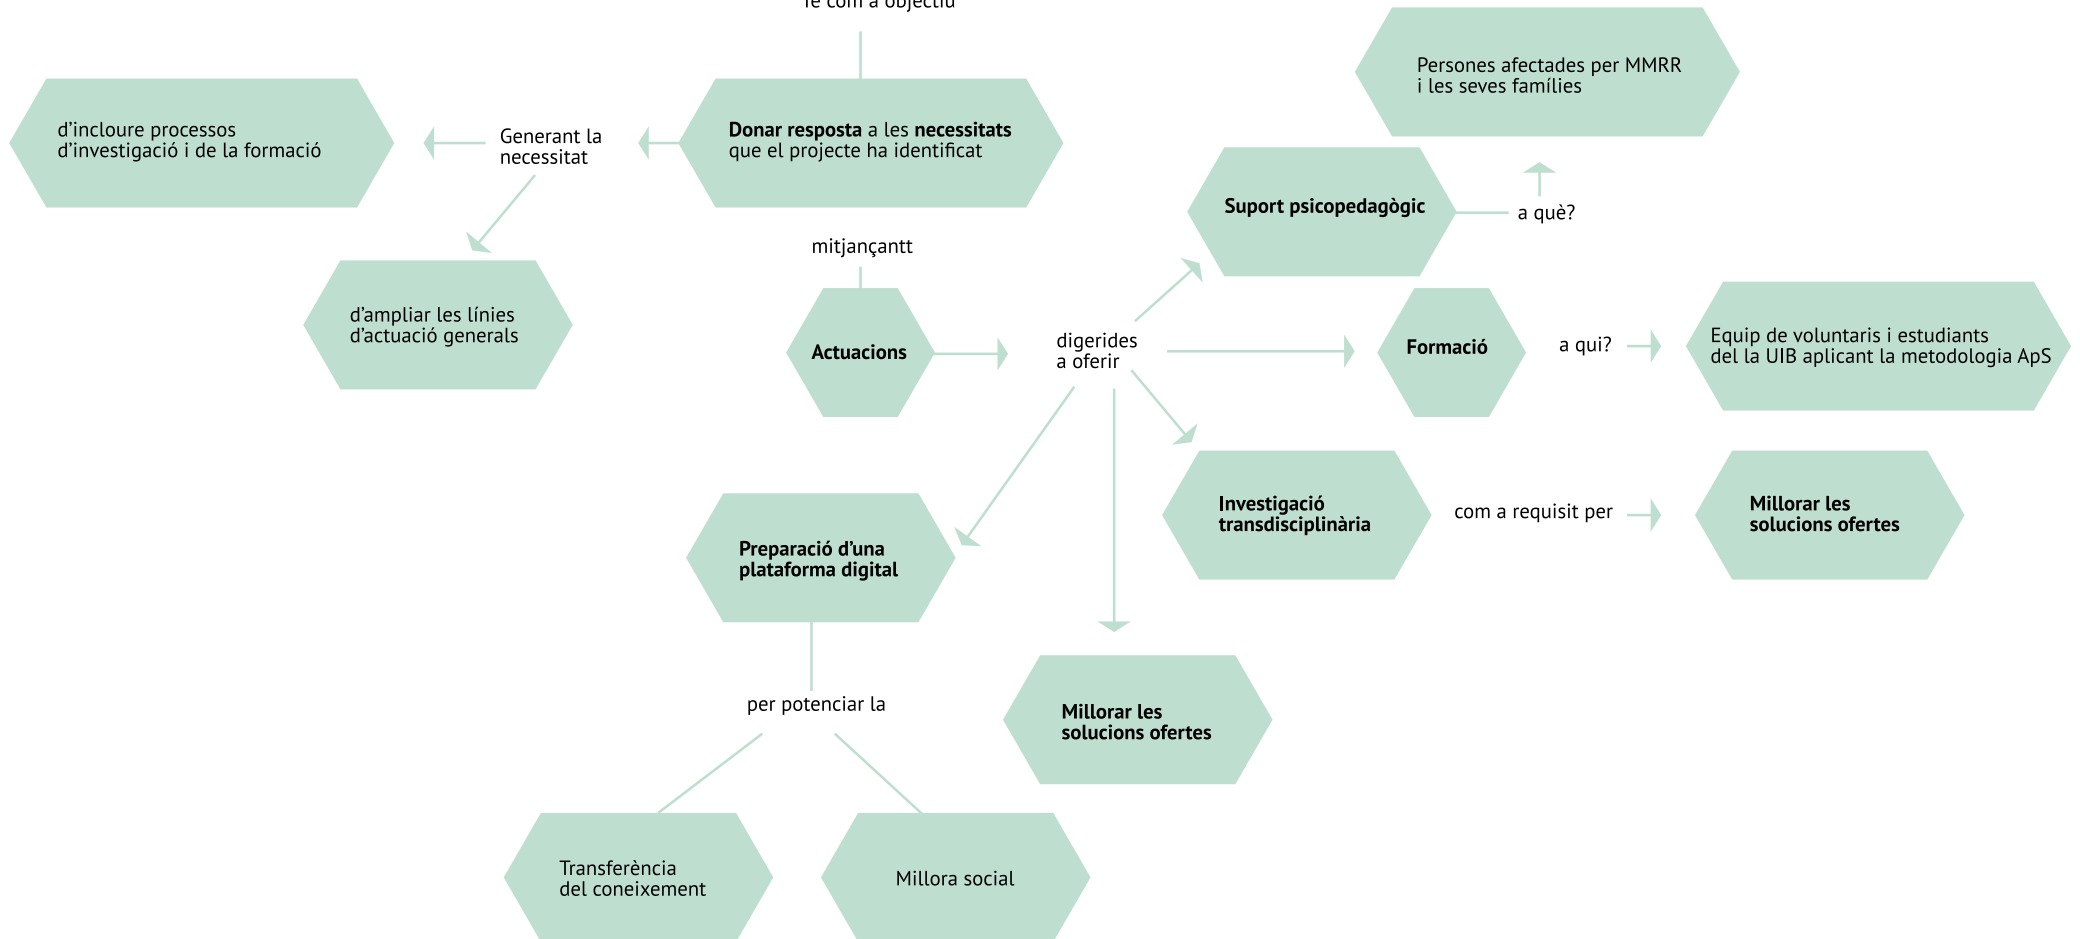 Té com a objectiu
Persones afectades per MMRR
i les seves famílies
d'incloure processos
d'investigació i de la formació
Generant la
necessitat
Donar resposta a les necessitats
que el projecte ha identificat
Suport psicopedagògic
a què?
mitjançantt
d'ampliar les línies
d'actuació generals
Actuacions
digerides
a oferir
Formació
a qui?
Equip de voluntaris i estudiants
del la UIB aplicant la metodologia ApS
Investigació
transdisciplinària
com a requisit per
Millorar les
solucions ofertes
Preparació d'una
plataforma digital
per potenciar la
Millorar les
solucions ofertes
Transferència
del coneixement
Millora social